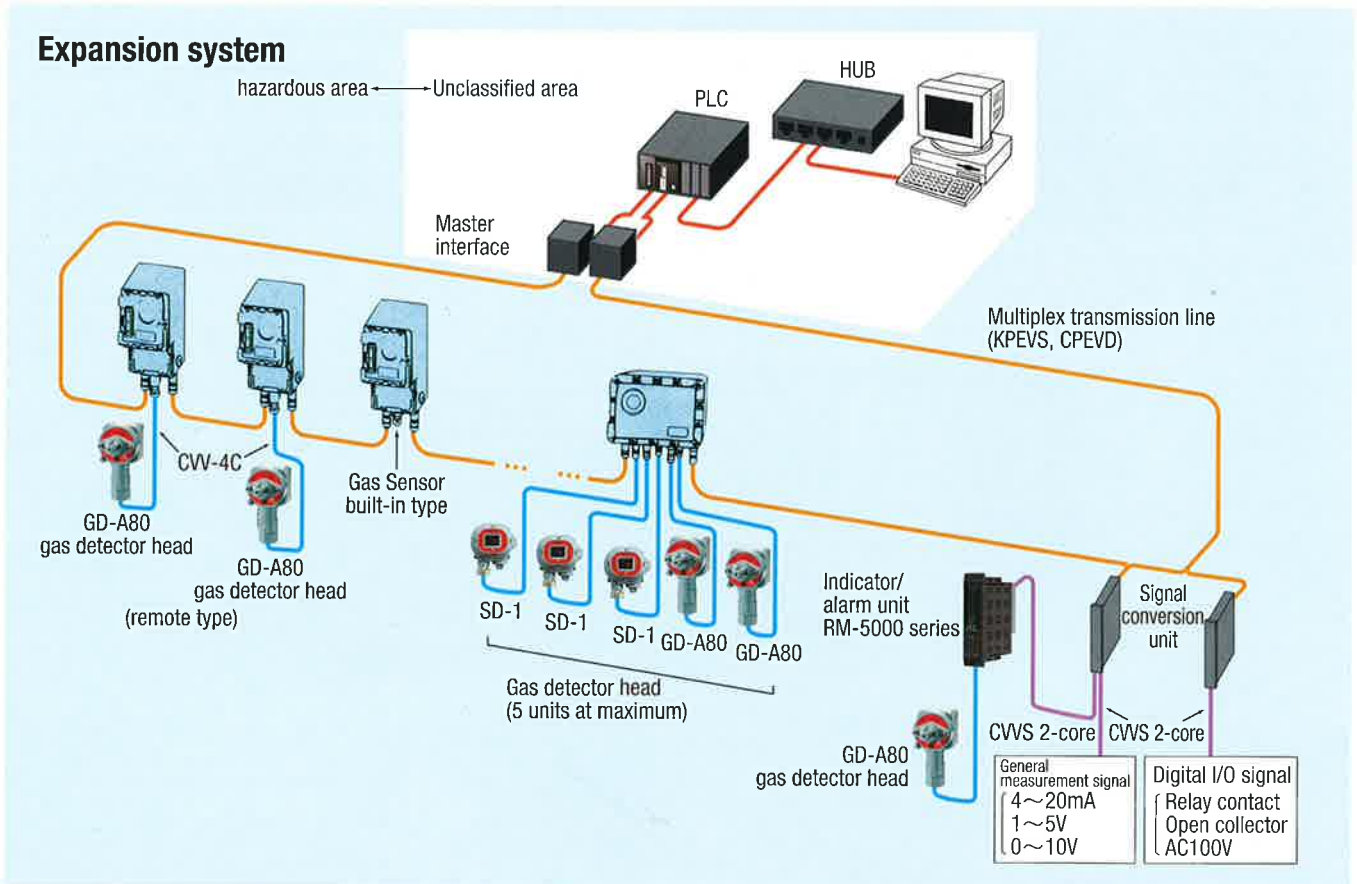 Expansion system
hazardous area ←→ Unclassified area
HUB
PLC
Master
interface
Multiplex transmission line
(KPEVS, CPEVD)
CVV-4C
GD-A80
gas detector head
GD-A80
gas detector head
(remote type)
Gas Sensor
built-in type
SD-1
SD-1
SD-1
GD-A80
GD-A80
Gas detector head
(5 units at maximum)
Indicator/
alarm unit
RM-5000 series
GD-A80
gas detector head
Signal
conversion
unit
CVVS 2-core
CVVS 2-core
General
measurement signal
4～20mA
1～5V
0～10V
Digital I/O signal
Relay contact
Open collector
AC100V